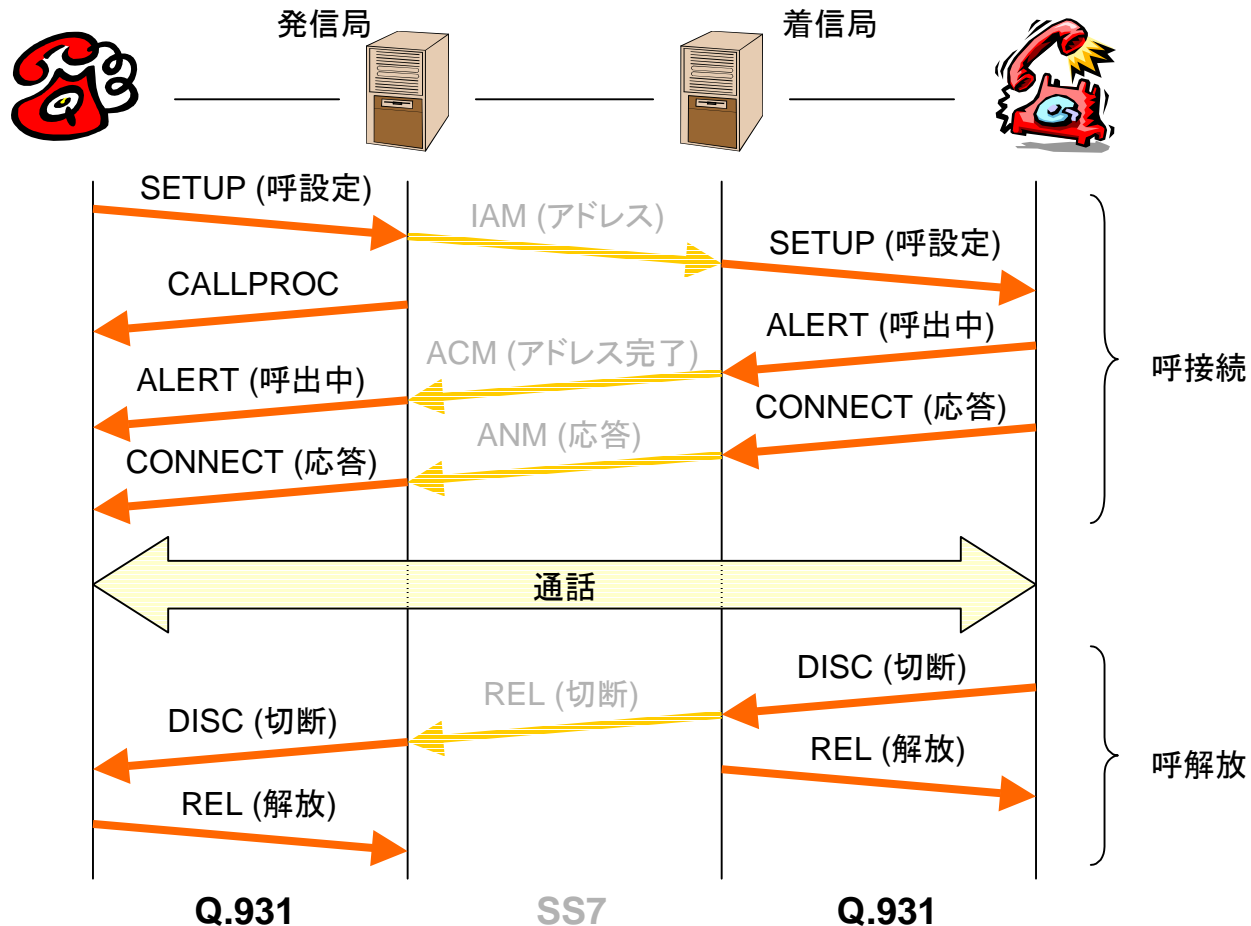 発信局
着信局
SETUP (呼設定)
IAM (アドレス)
SETUP (呼設定)
CALLPROC
ALERT (呼出中)
ACM (アドレス完了)
ALERT (呼出中)
呼接続
CONNECT (応答)
ANM (応答)
CONNECT (応答)
通話
DISC (切断)
REL (切断)
DISC (切断)
REL (解放)
呼解放
REL (解放)
Q.931
SS7
Q.931